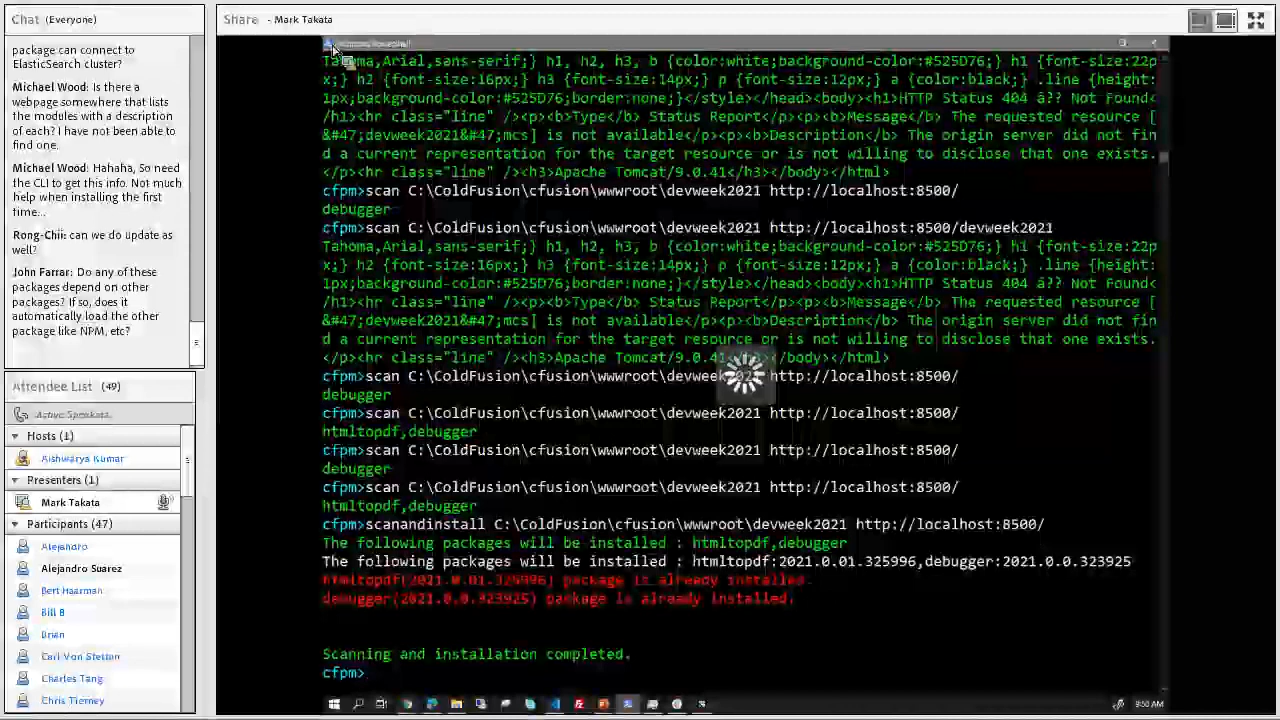 Chat (Everyone)
package can connect to
ElasticSearch cluster?
Michael Wood: Is there a
webpage somewhere that lists
the modules with a description
of each? I have not been able to
find one.
Michael Wood: Hahaha, So need
the CLI to get this info. Not much
help when installing the first
time...
Rong-Chii: can we do update as
well?
John Farrar: Do any of these
packages depend on other
packages? If so, does it
automatically load the other
package like NPM, etc?
Attendee List (49)
Active Speakers
Hosts (1)
Aishwarya Kumar
Presenters (1)
Mark Takata
Participants (47)
Alejandro
Alejandro Suarez
Bert Haarman
Bill B
Brian
Carl Von Stetten
Charles Tang
Chris Tierney
Share - Mark Takata
Tahoma,Arial,sans-serif;} h1, h2, h3, b {color:white;background-color:#525D76;} h1 {font-size:22p
x;} h2 {font-size:16px;} h3 {font-size:14px;} p {font-size:12px;} a {color:black;} .line {height:
1px;background-color:#525D76;border:none;}</style></head><body><h1>HTTP Status 404 â?? Not Found<
/h1><hr class="line" /><p><b>Type</b> Status Report</p><p><b>Message</b> The requested resource [
&#47;devweek2021&#47;mcs] is not available</p><p><b>Description</b> The origin server did not fin
d a current representation for the target resource or is not willing to disclose that one exists.
</p><hr class="line" /><h3>Apache Tomcat/9.0.41</h3></body></html>
cfpm>scan C:\ColdFusion\cfusion\wwwroot\devweek2021 http://localhost:8500/
debugger
cfpm>scan C:\ColdFusion\cfusion\wwwroot\devweek2021 http://localhost:8500/devweek2021
Tahoma,Arial,sans-serif;} h1, h2, h3, b {color:white;background-color:#525D76;} h1 {font-size:22p
x;} h2 {font-size:16px;} h3 {font-size:14px;} p {font-size:12px;} a {color:black;} .line {height:
1px;background-color:#525D76;border:none;}</style></head><body><h1>HTTP Status 404 â?? Not Found<
/h1><hr class="line" /><p><b>Type</b> Status Report</p><p><b>Message</b> The requested resource [
&#47;devweek2021&#47;mcs] is not available</p><p><b>Description</b> The origin server did not fin
d a current representation for the target resource or is not willing to disclose that one exists.
</p><hr class="line" /><h3>Apache Tomcat/9.0.41</h3></body></html>
cfpm>scan C:\ColdFusion\cfusion\wwwroot\devweek2021 http://localhost:8500/
debugger
cfpm>scan C:\ColdFusion\cfusion\wwwroot\devweek2021 http://localhost:8500/
htmltopdf,debugger
cfpm>scan C:\ColdFusion\cfusion\wwwroot\devweek2021 http://localhost:8500/
debugger
cfpm>scan C:\ColdFusion\cfusion\wwwroot\devweek2021 http://localhost:8500/
htmltopdf,debugger
cfpm>scanandinstall C:\ColdFusion\cfusion\wwwroot\devweek2021 http://localhost:8500/
The following packages will be installed : htmltopdf,debugger
The following packages will be installed : htmltopdf:2021.0.01.325996,debugger:2021.0.0.323925
htmltopdf(2021.0.01.325996) package is already installed.
debugger(2021.0.0.323925) package is already installed.
Scanning and installation completed.
cfpm>
9:50 AM